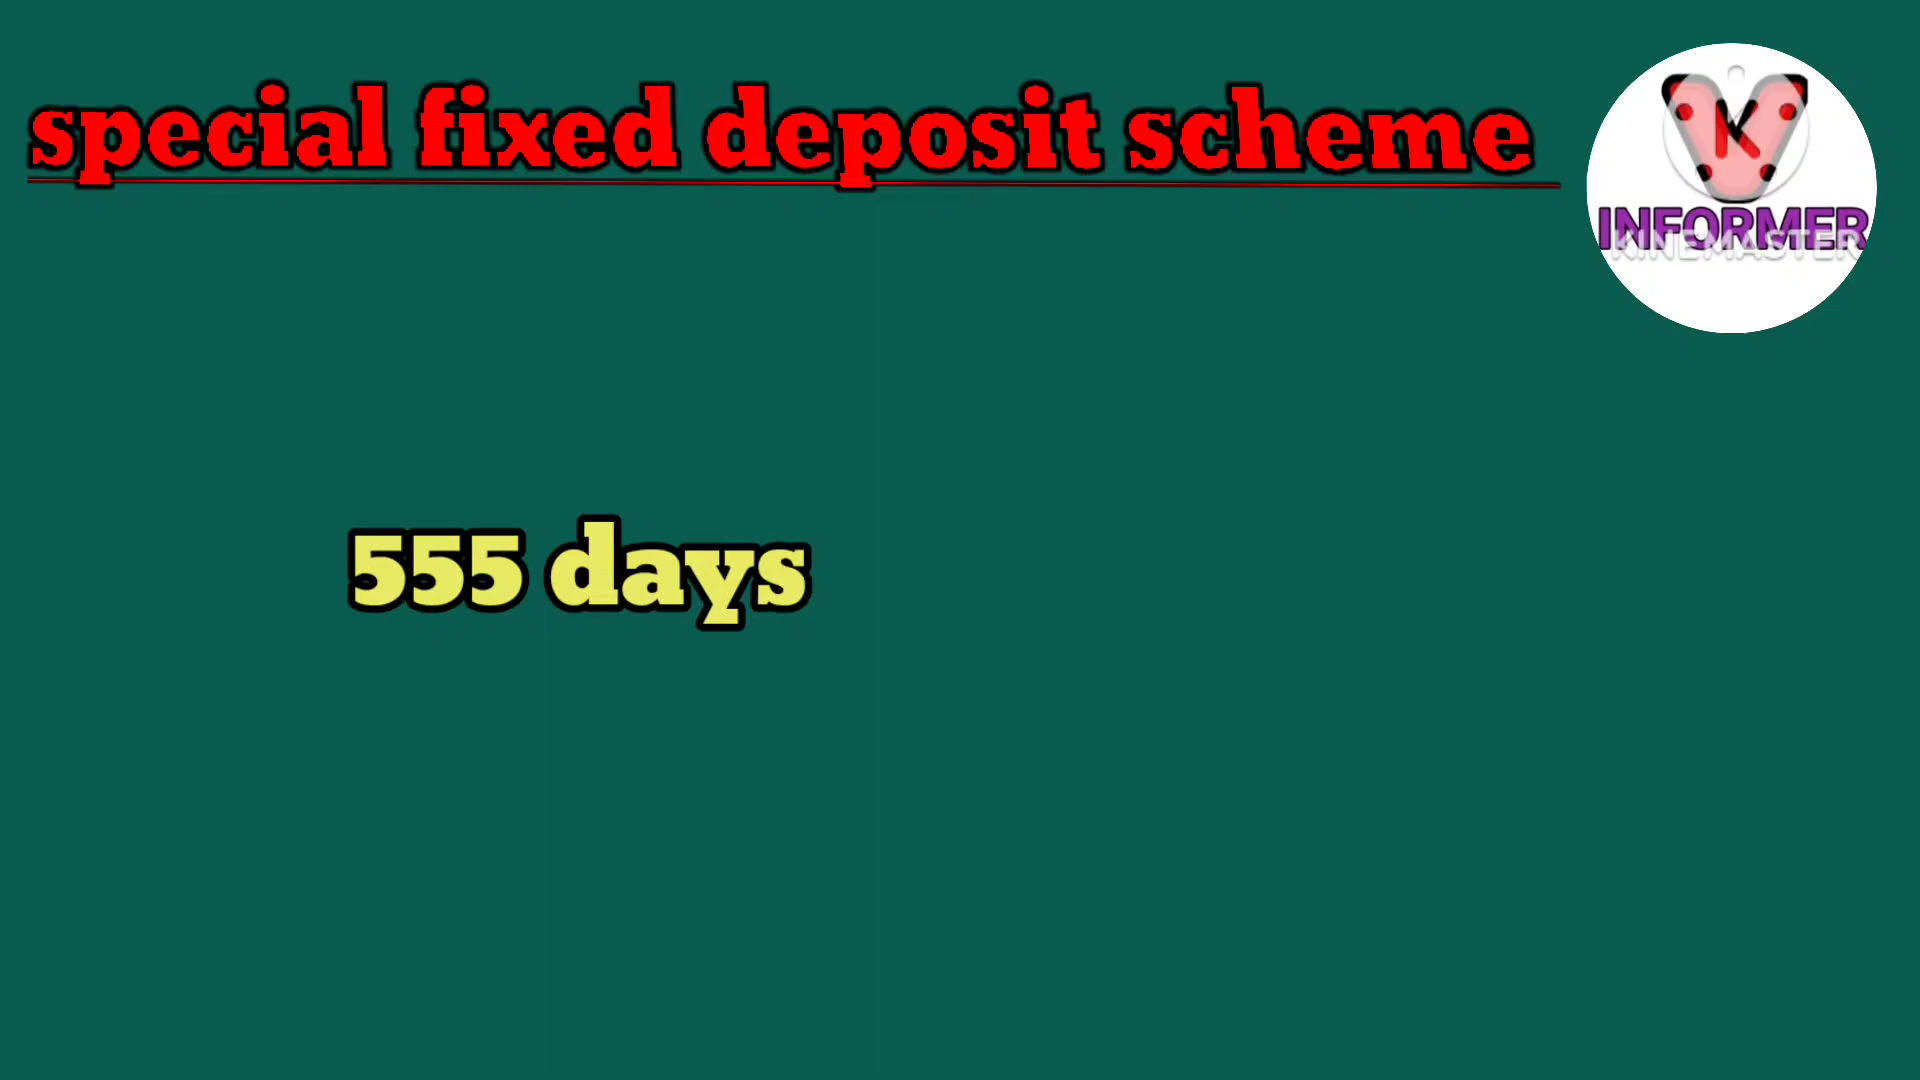 special fixed deposit scheme
K
INFORMER
KINEMASTER
555 days